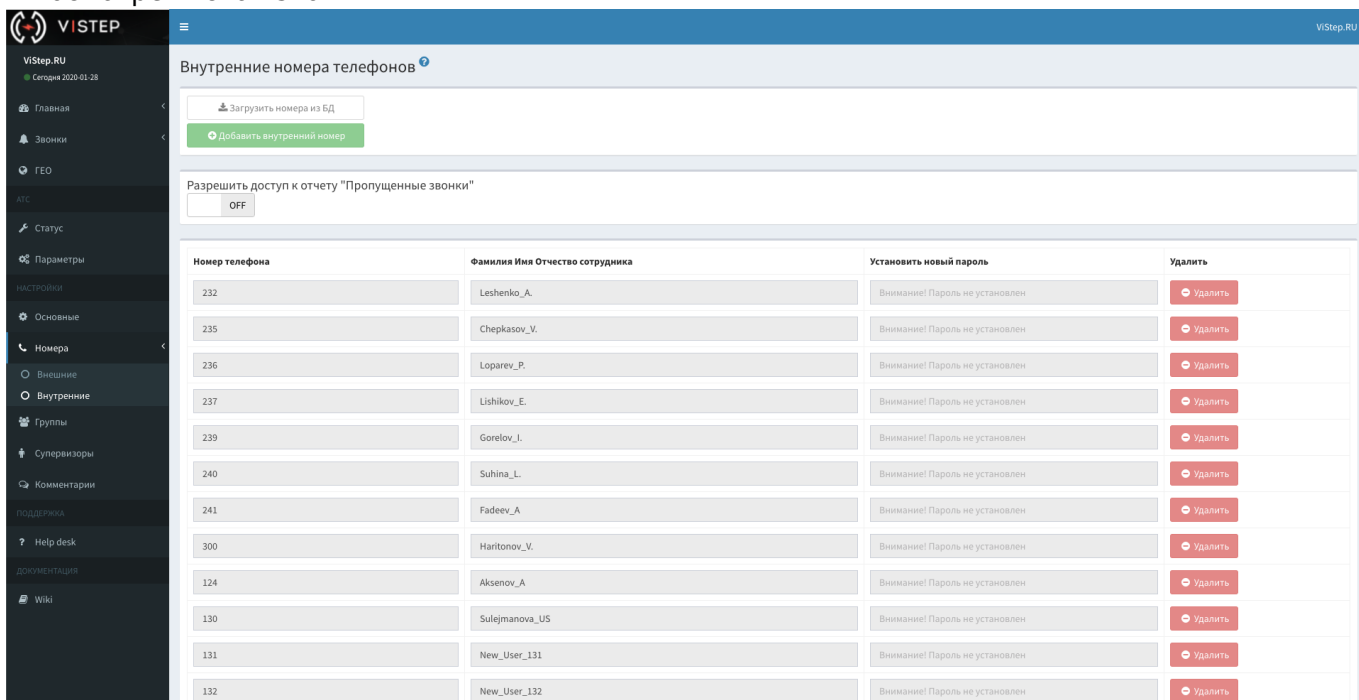 VISTEP
ViStep.RU
ViStep.RU
Сегодня 2020-01-28
Главная
Звонки
ГЕО
АТС
Статус
Параметры
НАСТРОЙКИ
Основные
Номера
Внешние
Внутренние
Группы
Супервизоры
Комментарии
ПОДДЕРЖКА
Help desk
ДОКУМЕНТАЦИЯ
Wiki
Внутренние номера телефонов
Загрузить номера из БД
Добавить внутренний номер
Разрешить доступ к отчету "Пропущенные звонки"
OFF
Номер телефона Фамилия Имя Отчество сотрудника Установить новый пароль Удалить
232 Leshenko_A. Внимание! Пароль не установлен Удалить
235 Chepkasov_V. Внимание! Пароль не установлен Удалить
236 Loparev_P. Внимание! Пароль не установлен Удалить
237 Lishikov_E. Внимание! Пароль не установлен Удалить
239 Gorelov_I. Внимание! Пароль не установлен Удалить
240 Suhina_L. Внимание! Пароль не установлен Удалить
241 Fadeev_A Внимание! Пароль не установлен Удалить
300 Haritonov_V. Внимание! Пароль не установлен Удалить
124 Aksenov_A Внимание! Пароль не установлен Удалить
130 Sulejmanova_US Внимание! Пароль не установлен Удалить
131 New_User_131 Внимание! Пароль не установлен Удалить
132 New_User_132 Внимание! Пароль не установлен Удалить